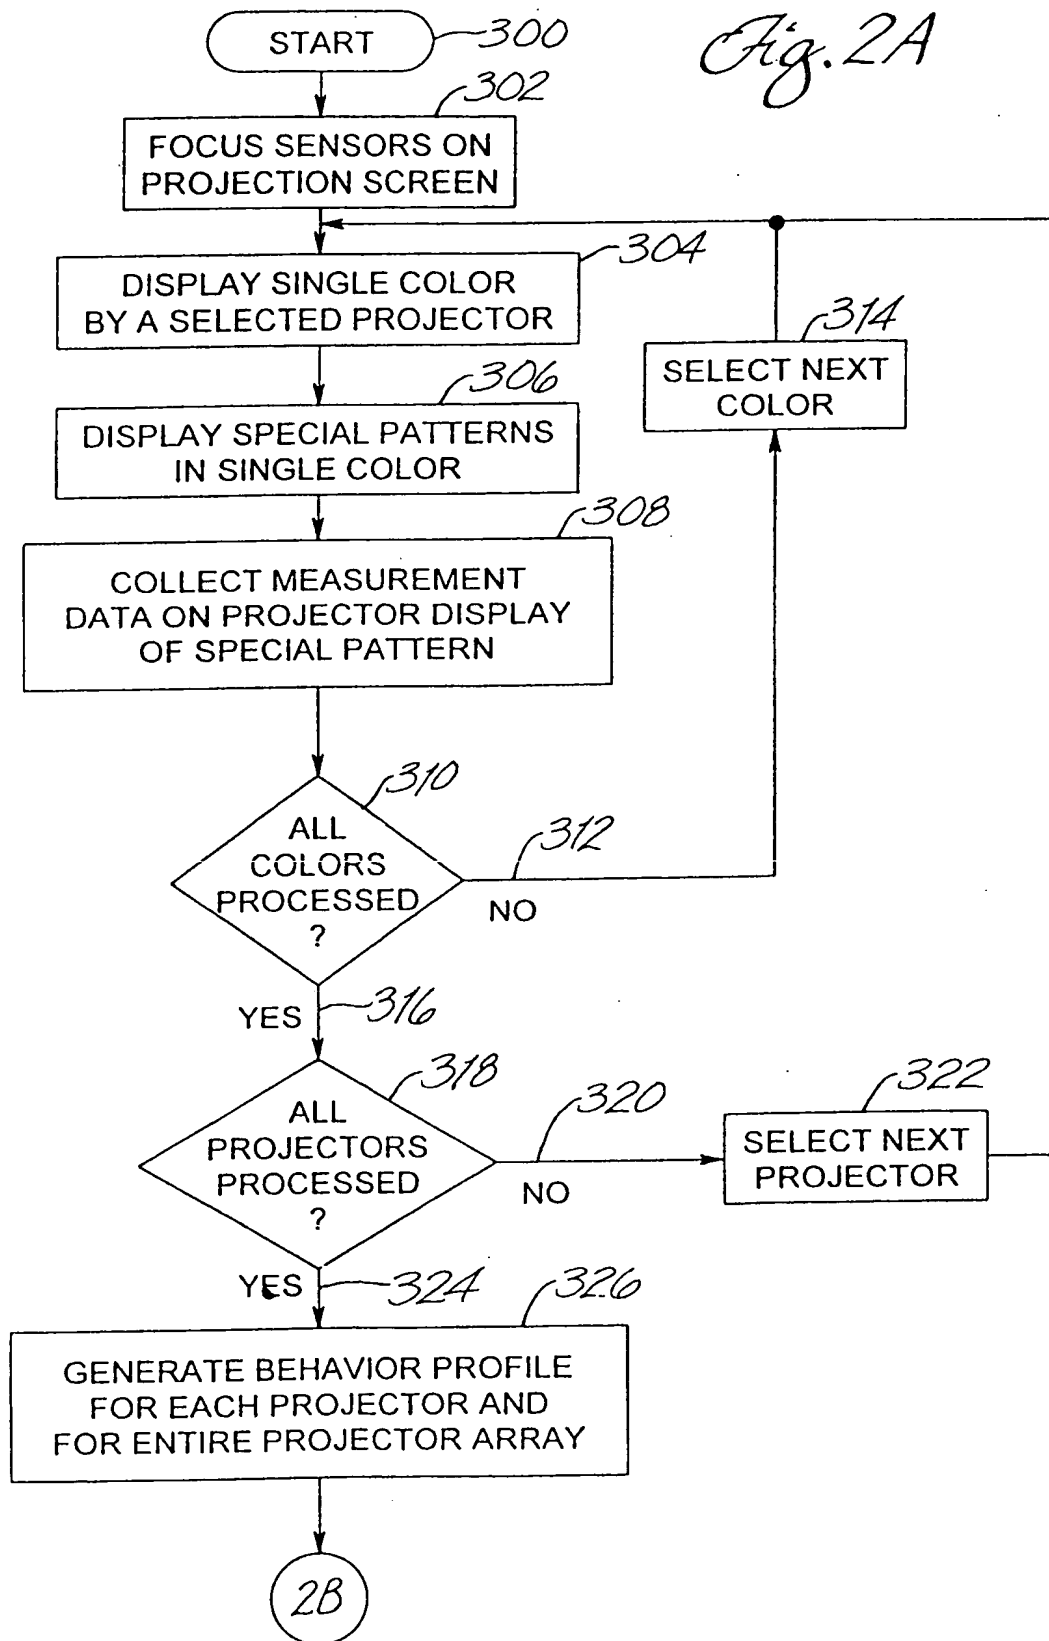 Fig. 2A
START
300
302
FOCUS SENSORS ON
PROJECTION SCREEN
304
DISPLAY SINGLE COLOR
BY A SELECTED PROJECTOR
314
SELECT NEXT
COLOR
306
DISPLAY SPECIAL PATTERNS
IN SINGLE COLOR
308
COLLECT MEASUREMENT
DATA ON PROJECTOR DISPLAY
OF SPECIAL PATTERN
310
ALL
COLORS
PROCESSED
?
312
NO
YES
316
318
ALL
PROJECTORS
PROCESSED
?
320
NO
322
SELECT NEXT
PROJECTOR
YES
324
326
GENERATE BEHAVIOR PROFILE
FOR EACH PROJECTOR AND
FOR ENTIRE PROJECTOR ARRAY
2B